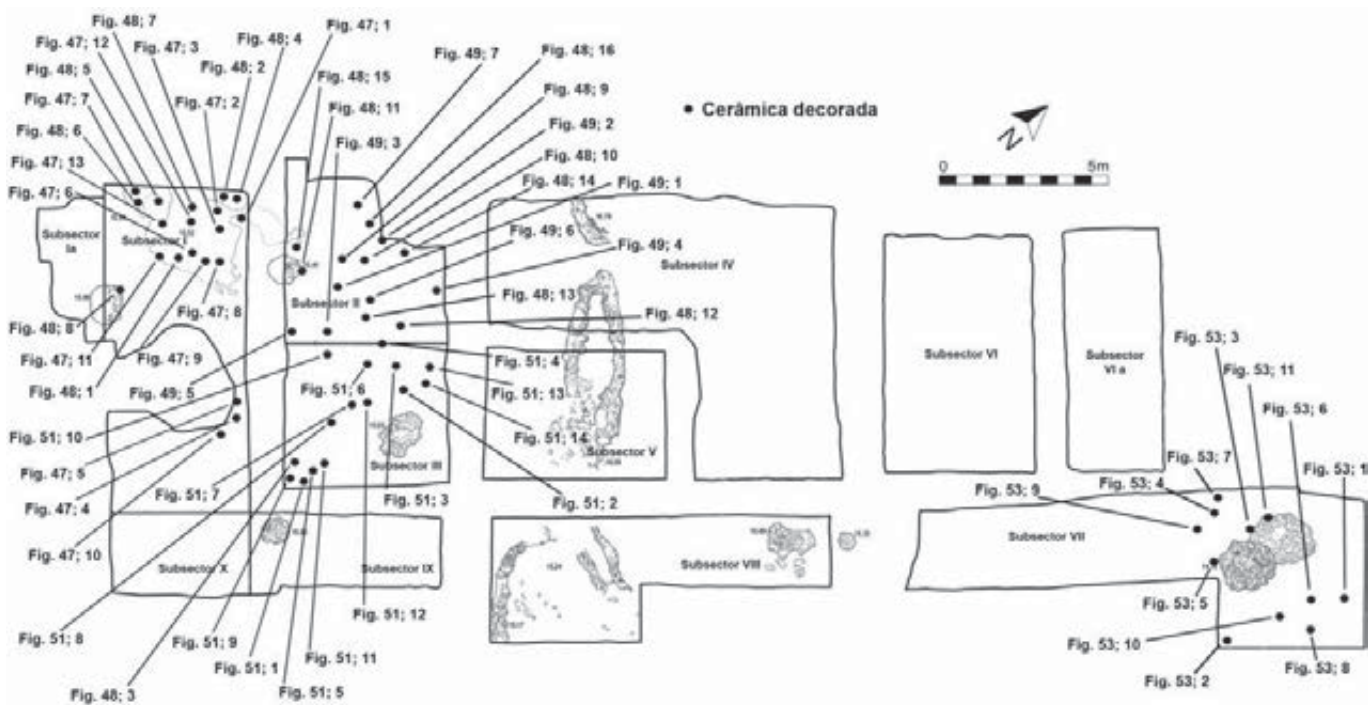 Fig. 48; 7
Fig. 47; 12
Fig. 48; 5
Fig. 47; 7
Fig. 48; 6
Fig. 47; 13
Fig. 47; 6
Fig. 47; 3
Fig. 48; 4
Fig. 48; 2
Fig. 47; 2
Fig. 47; 1
Fig. 48; 15
Fig. 48; 11
Fig. 49; 3
Fig. 49; 7
Fig. 48; 16
Fig. 48; 9
Fig. 49; 2
Fig. 48; 10
Fig. 48; 14
Fig. 49; 1
Fig. 49; 6
Fig. 49; 4
Cerâmica decorada
N
0 5m
Subsector Ia
Subsector I
Subsector II
Subsector IV
Fig. 48; 13
Fig. 48; 12
Fig. 48; 8
Fig. 47; 11
Fig. 48; 1
Fig. 47; 8
Fig. 47; 9
Fig. 49; 5
Fig. 51; 4
Fig. 51; 6
Fig. 51; 13
Fig. 51; 14
Subsector VI
Subsector VI a
Fig. 53; 3
Fig. 53; 11
Fig. 53; 6
Fig. 53; 1
Fig. 53; 7
Fig. 53; 4
Fig. 53; 9
Fig. 51; 10
Fig. 47; 5
Fig. 47; 4
Fig. 47; 10
Fig. 51; 7
Subsector III
Fig. 51; 3
Fig. 51; 2
Subsector V
Subsector X
Subsector IX
Subsector VIII
Subsector VII
Fig. 51; 8
Fig. 51; 9
Fig. 51; 1
Fig. 48; 3
Fig. 51; 5
Fig. 51; 11
Fig. 51; 12
Fig. 53; 5
Fig. 53; 10
Fig. 53; 2
Fig. 53; 8